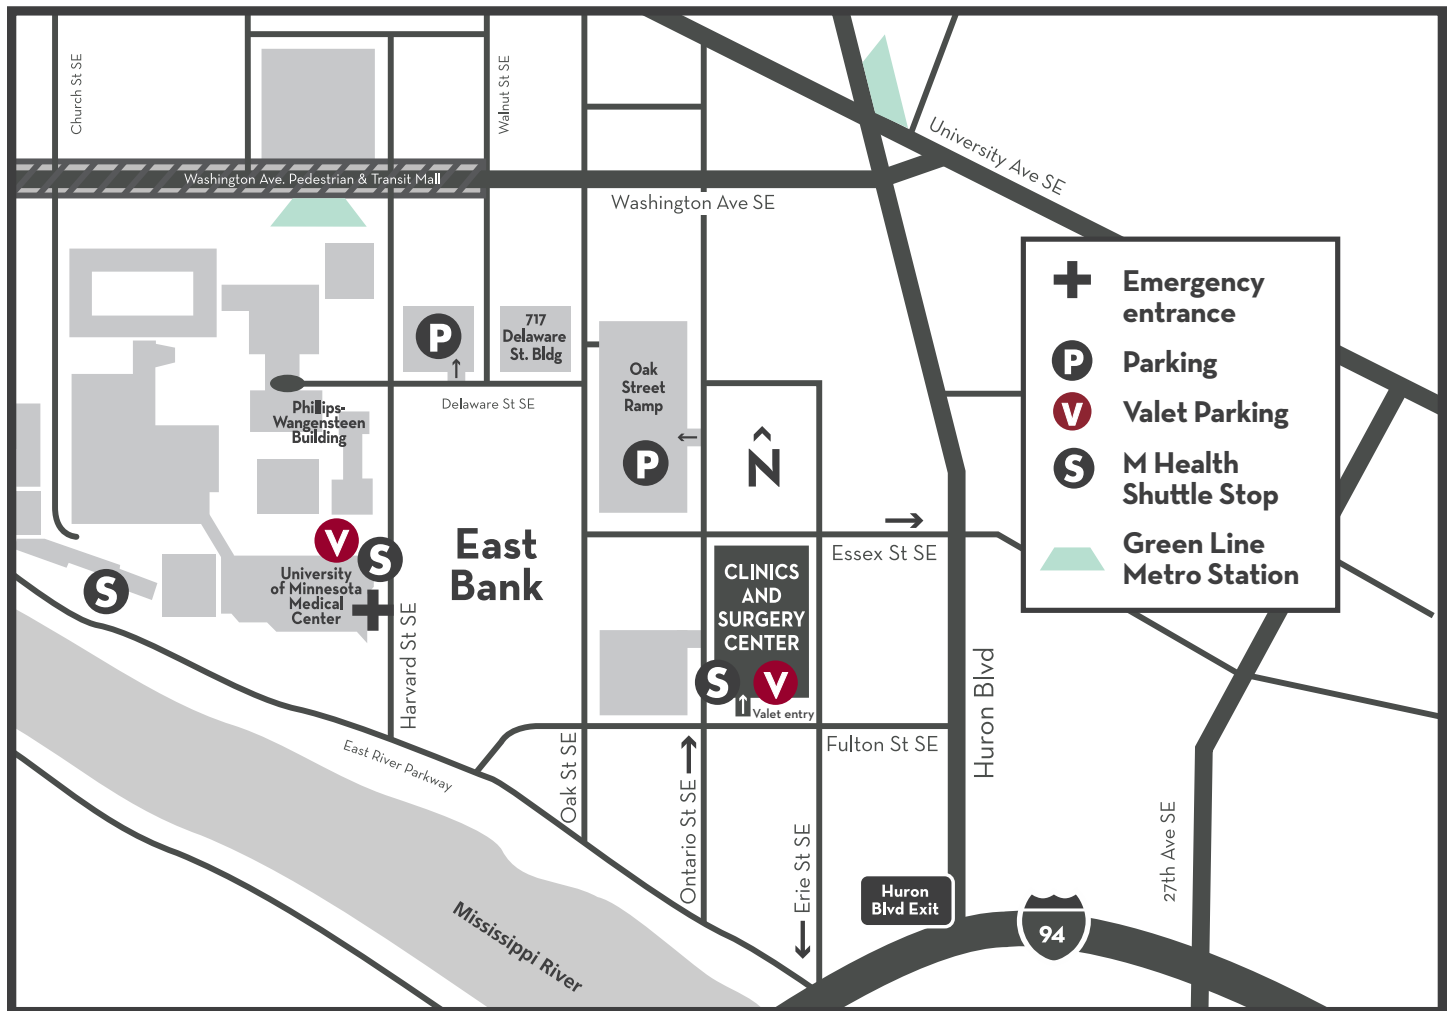 Church St SE
Walnut St SE
University Ave SE
Washington Ave. Pedestrian & Transit Mall
Washington Ave SE
Emergency
entrance
P
Parking
V
Valet Parking
S
M Health
Shuttle Stop
Green Line
Metro Station
P
717
Delaware
St. Bldg
Oak
Street
Ramp
P
Delaware St SE
Phillips-
Wangensteen
Building
N
East
Bank
Essex St SE
V
S
University
of Minnesota
Medical
Center
S
CLINICS
AND
SURGERY
CENTER
S
V
Valet entry
Harvard St SE
Huron Blvd
Fulton St SE
East River Parkway
Oak St SE
Ontario St SE
Erie St SE
27th Ave SE
Huron
Blvd Exit
94
Mississippi River